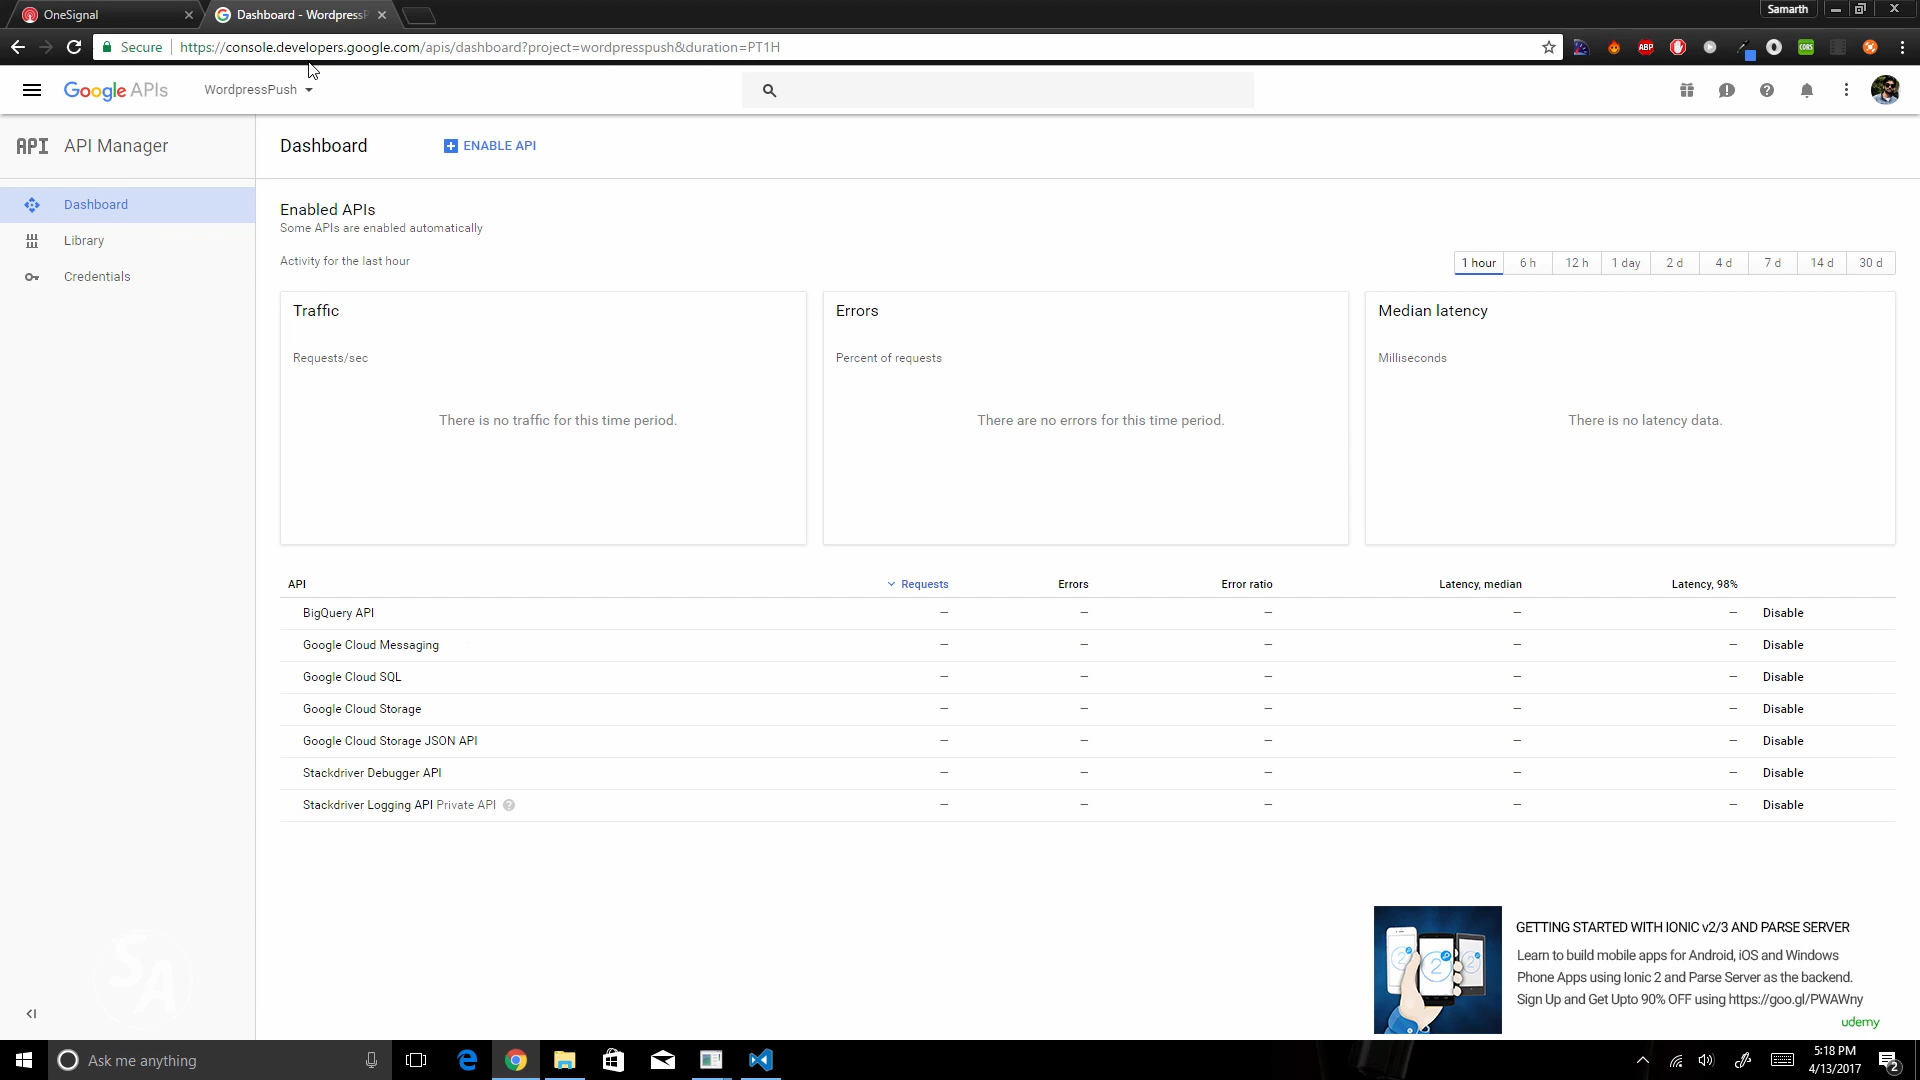 OneSignal
Dashboard - WordpressP
Samarth
Secure
https://console.developers.google.com/apis/dashboard?project=wordpresspush&duration=PT1H
ABP
CORS
Google APIs
WordpressPush
API
API Manager
Dashboard
ENABLE API
Dashboard
Library
Credentials
Enabled APIs
Some APIs are enabled automatically
Activity for the last hour
1 hour
6 h
12 h
1 day
2 d
4 d
7 d
14 d
30 d
Traffic
Requests/sec
There is no traffic for this time period.
Errors
Percent of requests
There are no errors for this time period.
Median latency
Milliseconds
There is no latency data.
API Requests Errors Error ratio Latency, median Latency, 98%
BigQuery API – – – – – Disable
Google Cloud Messaging – – – – – Disable
Google Cloud SQL – – – – – Disable
Google Cloud Storage – – – – – Disable
Google Cloud Storage JSON API – – – – – Disable
Stackdriver Debugger API – – – – – Disable
Stackdriver Logging API Private API – – – – – Disable
SA
2
GETTING STARTED WITH IONIC v2/3 AND PARSE SERVER
Learn to build mobile apps for Android, iOS and Windows
Phone Apps using Ionic 2 and Parse Server as the backend.
Sign Up and Get Upto 90% OFF using https://goo.gl/PWAWny
udemy
Ask me anything
5:18 PM
4/13/2017
2